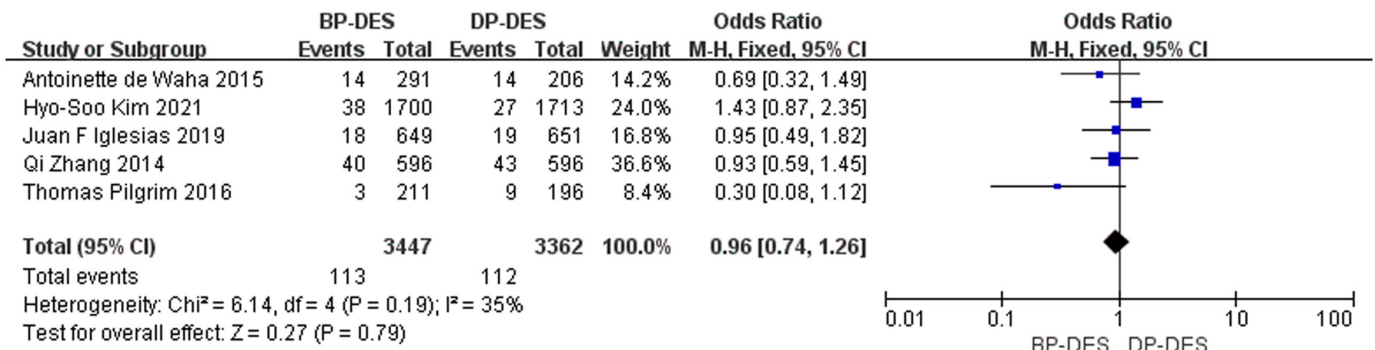 BP-DES DP-DES Odds Ratio Odds Ratio
Study or Subgroup Events Total Events Total Weight M-H, Fixed, 95% CI M-H, Fixed, 95% CI
Antoinette de Waha 2015 14 291 14 206 14.2% 0.69 [0.32, 1.49]
Hyo-Soo Kim 2021 38 1700 27 1713 24.0% 1.43 [0.87, 2.35]
Juan F Iglesias 2019 18 649 19 651 16.8% 0.95 [0.49, 1.82]
Qi Zhang 2014 40 596 43 596 36.6% 0.93 [0.59, 1.45]
Thomas Pilgrim 2016 3 211 9 196 8.4% 0.30 [0.08, 1.12]
Total (95% CI) 3447 3362 100.0% 0.96 [0.74, 1.26]
Total events 113 112
Heterogeneity: Chi² = 6.14, df = 4 (P = 0.19); I² = 35%
Test for overall effect: Z = 0.27 (P = 0.79)
0.01 0.1 1 10 100
BP-DES DP-DES